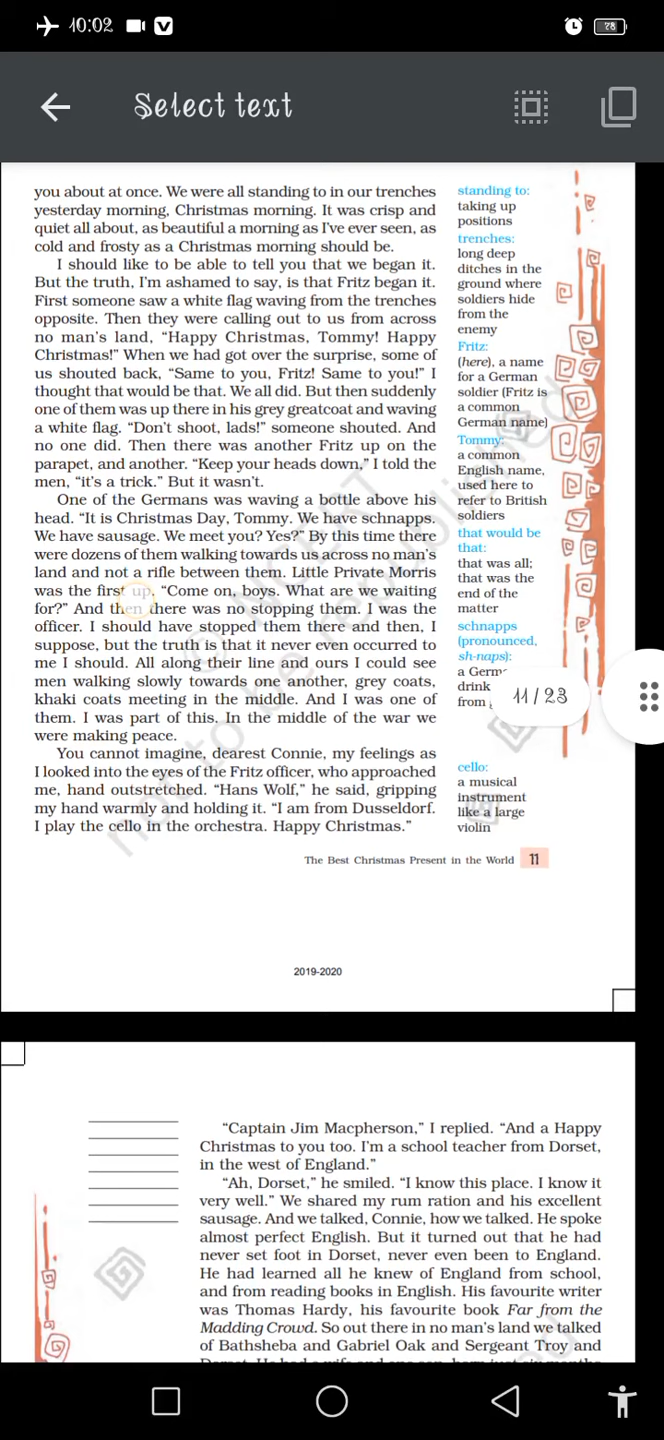 10:02
78
Select text
you about at once. We were all standing to in our trenches
yesterday morning, Christmas morning. It was crisp and
quiet all about, as beautiful a morning as I've ever seen, as
cold and frosty as a Christmas morning should be.
I should like to be able to tell you that we began it.
But the truth, I'm ashamed to say, is that Fritz began it.
First someone saw a white flag waving from the trenches
opposite. Then they were calling out to us from across
no man's land, “Happy Christmas, Tommy! Happy
Christmas!” When we had got over the surprise, some of
us shouted back, “Same to you, Fritz! Same to you!” I
thought that would be that. We all did. But then suddenly
one of them was up there in his grey greatcoat and waving
a white flag. “Don't shoot, lads!” someone shouted. And
no one did. Then there was another Fritz up on the
parapet, and another. “Keep your heads down,” I told the
men, “it's a trick.” But it wasn't.
One of the Germans was waving a bottle above his
head. “It is Christmas Day, Tommy. We have schnapps.
We have sausage. We meet you? Yes?” By this time there
were dozens of them walking towards us across no man's
land and not a rifle between them. Little Private Morris
was the first up. “Come on, boys. What are we waiting
for?” And then there was no stopping them. I was the
officer. I should have stopped them there and then, I
suppose, but the truth is that it never even occurred to
me I should. All along their line and ours I could see
men walking slowly towards one another, grey coats,
khaki coats meeting in the middle. And I was one of
them. I was part of this. In the middle of the war we
were making peace.
You cannot imagine, dearest Connie, my feelings as
I looked into the eyes of the Fritz officer, who approached
me, hand outstretched. “Hans Wolf,” he said, gripping
my hand warmly and holding it. “I am from Dusseldorf.
I play the cello in the orchestra. Happy Christmas.”
standing to:
taking up
positions
trenches:
long deep
ditches in the
ground where
soldiers hide
from the
enemy
Fritz:
(here), a name
for a German
soldier (Fritz is
a common
German name)
Tommy:
a common
English name,
used here to
refer to British
soldiers
that would be
that:
that was all;
that was the
end of the
matter
schnapps
(pronounced,
sh-naps):
a Germ
drink
from
11/23
cello:
a musical
instrument
like a large
violin
© NCERT
not to be republished
The Best Christmas Present in the World 11
2019-2020
“Captain Jim Macpherson,” I replied. “And a Happy
Christmas to you too. I'm a school teacher from Dorset,
in the west of England.”
“Ah, Dorset,” he smiled. “I know this place. I know it
very well.” We shared my rum ration and his excellent
sausage. And we talked, Connie, how we talked. He spoke
almost perfect English. But it turned out that he had
never set foot in Dorset, never even been to England.
He had learned all he knew of England from school,
and from reading books in English. His favourite writer
was Thomas Hardy, his favourite book Far from the
Madding Crowd. So out there in no man's land we talked
of Bathsheba and Gabriel Oak and Sergeant Troy and